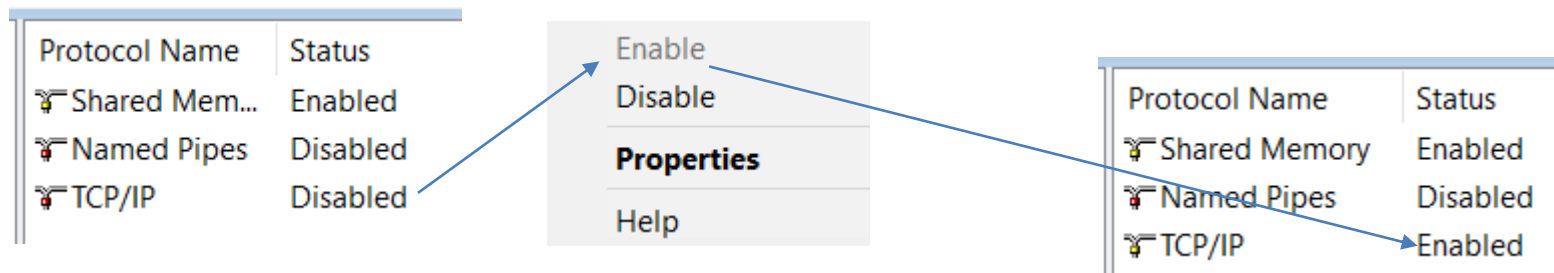 Protocol Name Status
Shared Mem... Enabled
Named Pipes Disabled
TCP/IP Disabled
Enable
Disable
Properties
Help
Protocol Name Status
Shared Memory Enabled
Named Pipes Disabled
TCP/IP Enabled